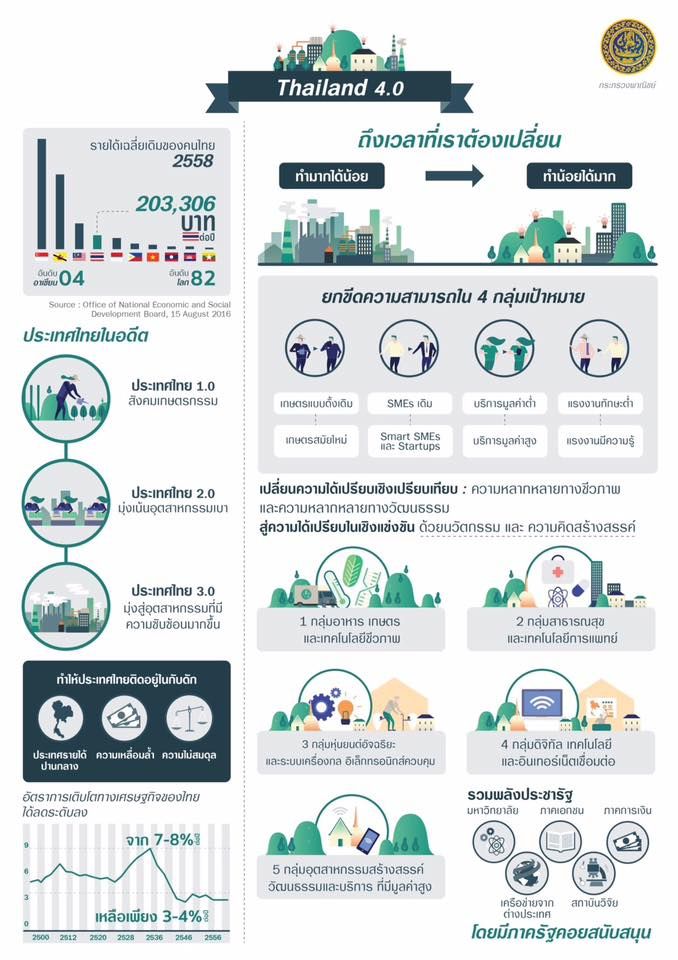 Thailand 4.0
กระทรวงพาณิชย์
รายได้เฉลี่ยเดิมของคนไทย
2558
203,306
บาท
ต่อปี
อันดับ
อาเซียน 04
อันดับ
โลก 82
Source : Office of National Economic and Social
Development Board, 15 August 2016
ประเทศไทยในอดีต
ประเทศไทย 1.0
สังคมเกษตรกรรม
ประเทศไทย 2.0
มุ่งเน้นอุตสาหกรรมเบา
ประเทศไทย 3.0
มุ่งสู่อุตสาหกรรมที่มี
ความซับซ้อนมากขึ้น
ทำให้ประเทศไทยติดอยู่ในกับดัก
ประเทศรายได้
ปานกลาง
ความเหลื่อมล้ำ
ความไม่สมดุล
อัตราการเติบโตทางเศรษฐกิจของไทย
ได้ลดระดับลง
จาก 7-8% ต่อปี
เหลือเพียง 3-4% ต่อปี
9
6
3
0
2500 2512 2520 2528 2536 2546 2556
ถึงเวลาที่เราต้องเปลี่ยน
ทำมากได้น้อย
ทำน้อยได้มาก
ยกขีดความสามารถใน 4 กลุ่มเป้าหมาย
เกษตรแบบดั้งเดิม
SMEs เดิม
บริการมูลค่าต่ำ
แรงงานทักษะต่ำ
เกษตรสมัยใหม่
Smart SMEs
และ Startups
บริการมูลค่าสูง
แรงงานมีความรู้
เปลี่ยนความได้เปรียบเชิงเปรียบเทียบ : ความหลากหลายทางชีวภาพ
และความหลากหลายทางวัฒนธรรม
สู่ความได้เปรียบในเชิงแข่งขัน ด้วยนวัตกรรม และ ความคิดสร้างสรรค์
1 กลุ่มอาหาร เกษตร
และเทคโนโลยีชีวภาพ
2 กลุ่มสาธารณสุข
และเทคโนโลยีการแพทย์
3 กลุ่มหุ่นยนต์อัจฉริยะ
และระบบเครื่องกล อิเล็กทรอนิกส์ควบคุม
4 กลุ่มดิจิทัล เทคโนโลยี
และอินเทอร์เน็ตเชื่อมต่อ
5 กลุ่มอุตสาหกรรมสร้างสรรค์
วัฒนธรรมและบริการ ที่มีมูลค่าสูง
รวมพลังประชารัฐ
มหาวิทยาลัย
ภาคเอกชน
ภาคการเงิน
เครือข่ายจาก
ต่างประเทศ
สถาบันวิจัย
โดยมีภาครัฐคอยสนับสนุน